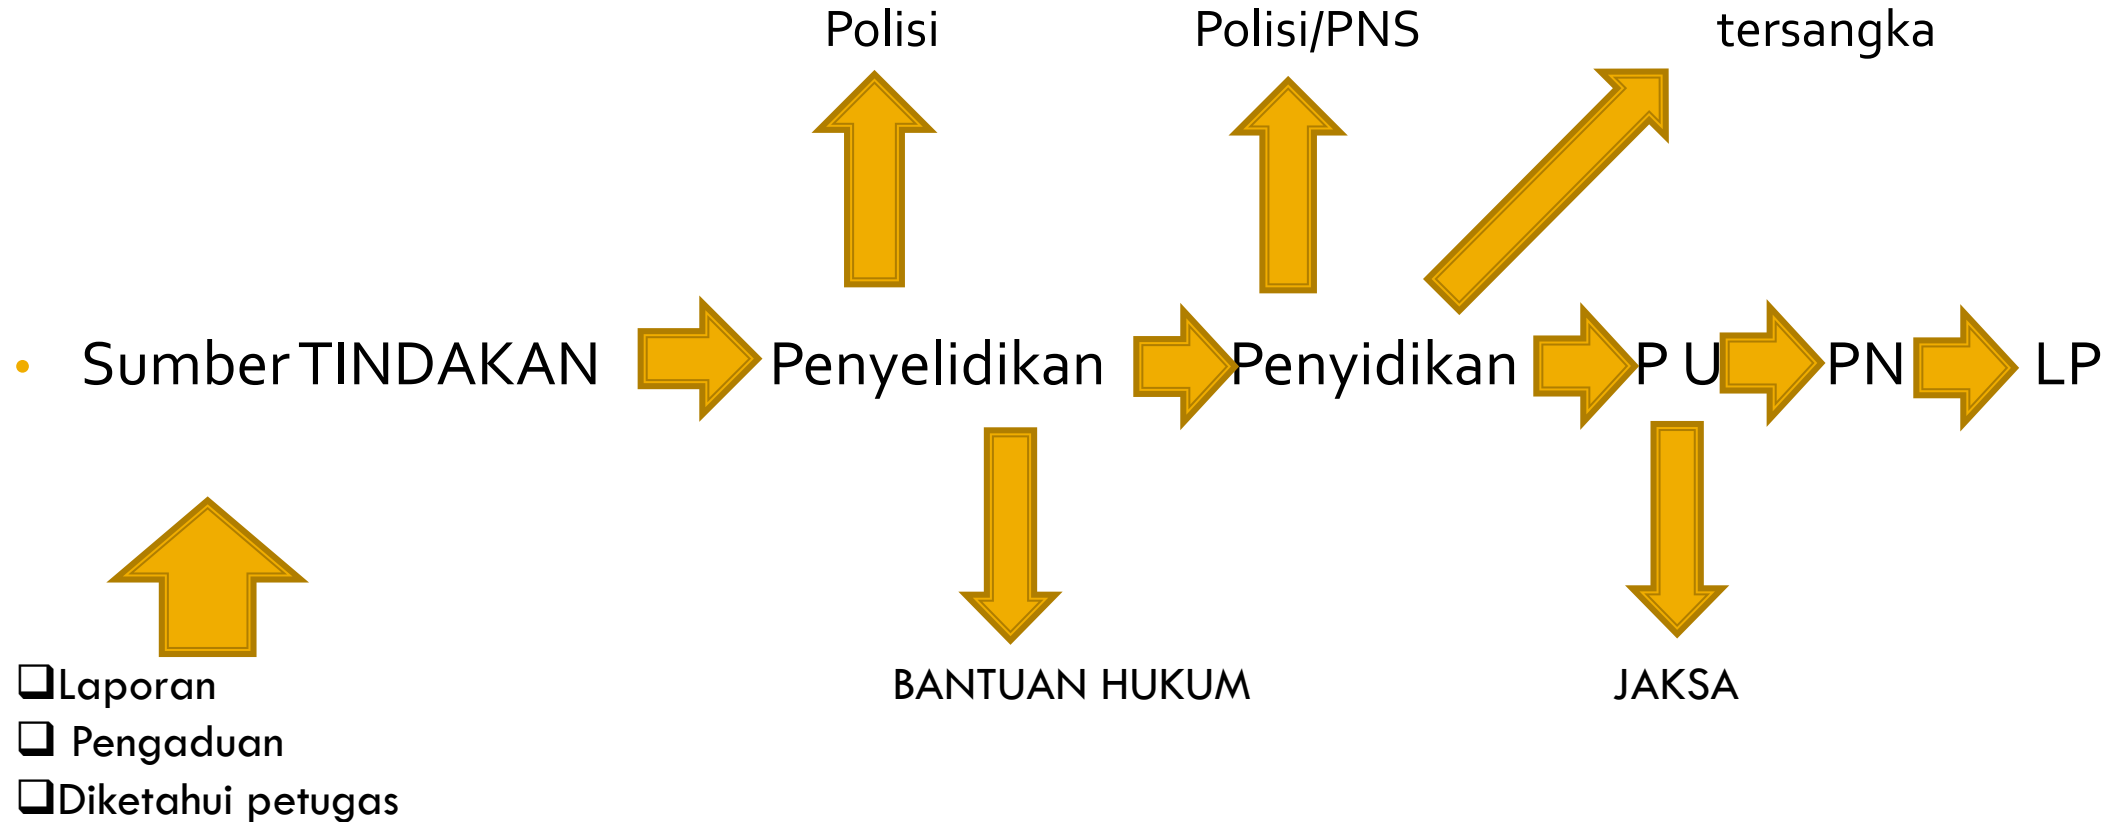 Polisi Polisi/PNS tersangka
• Sumber TINDAKAN Penyelidikan Penyidikan P U PN LP
❑Laporan BANTUAN HUKUM JAKSA
❑ Pengaduan
❑Diketahui petugas